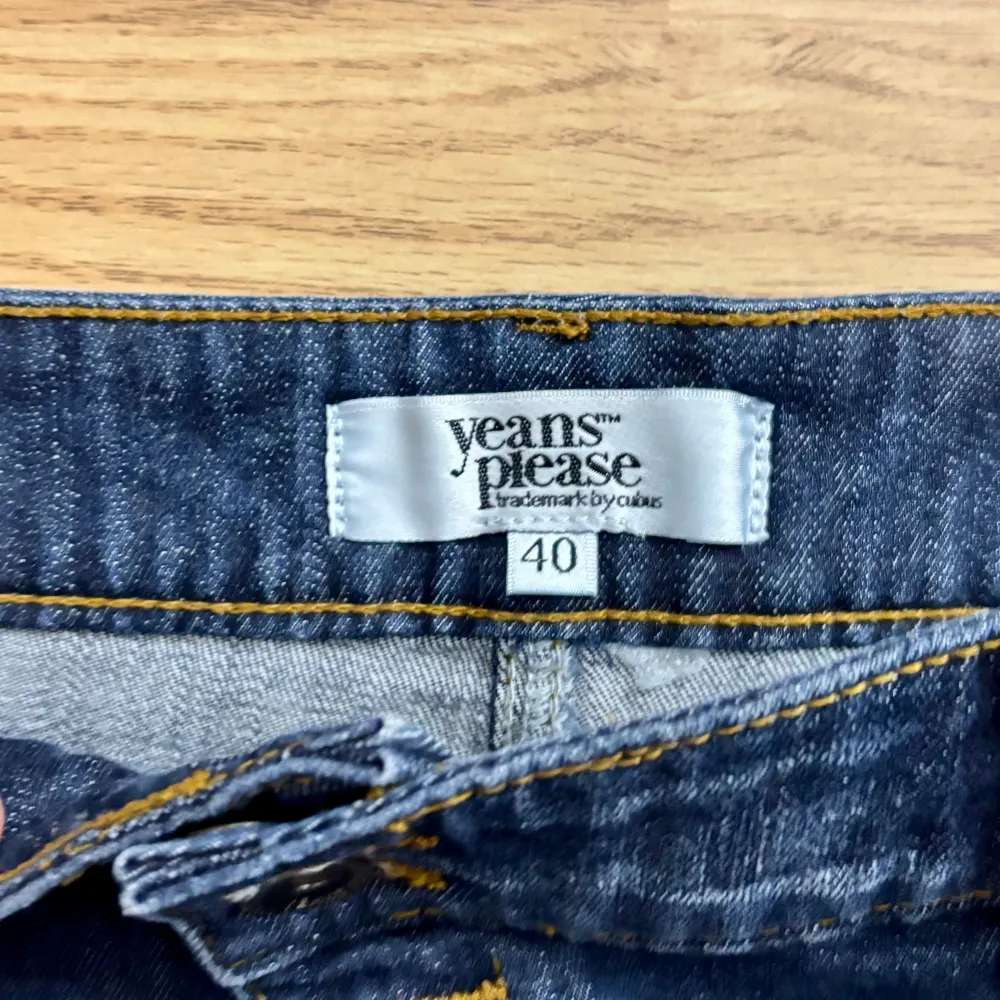 yeans™
please
trademark by cubus
40